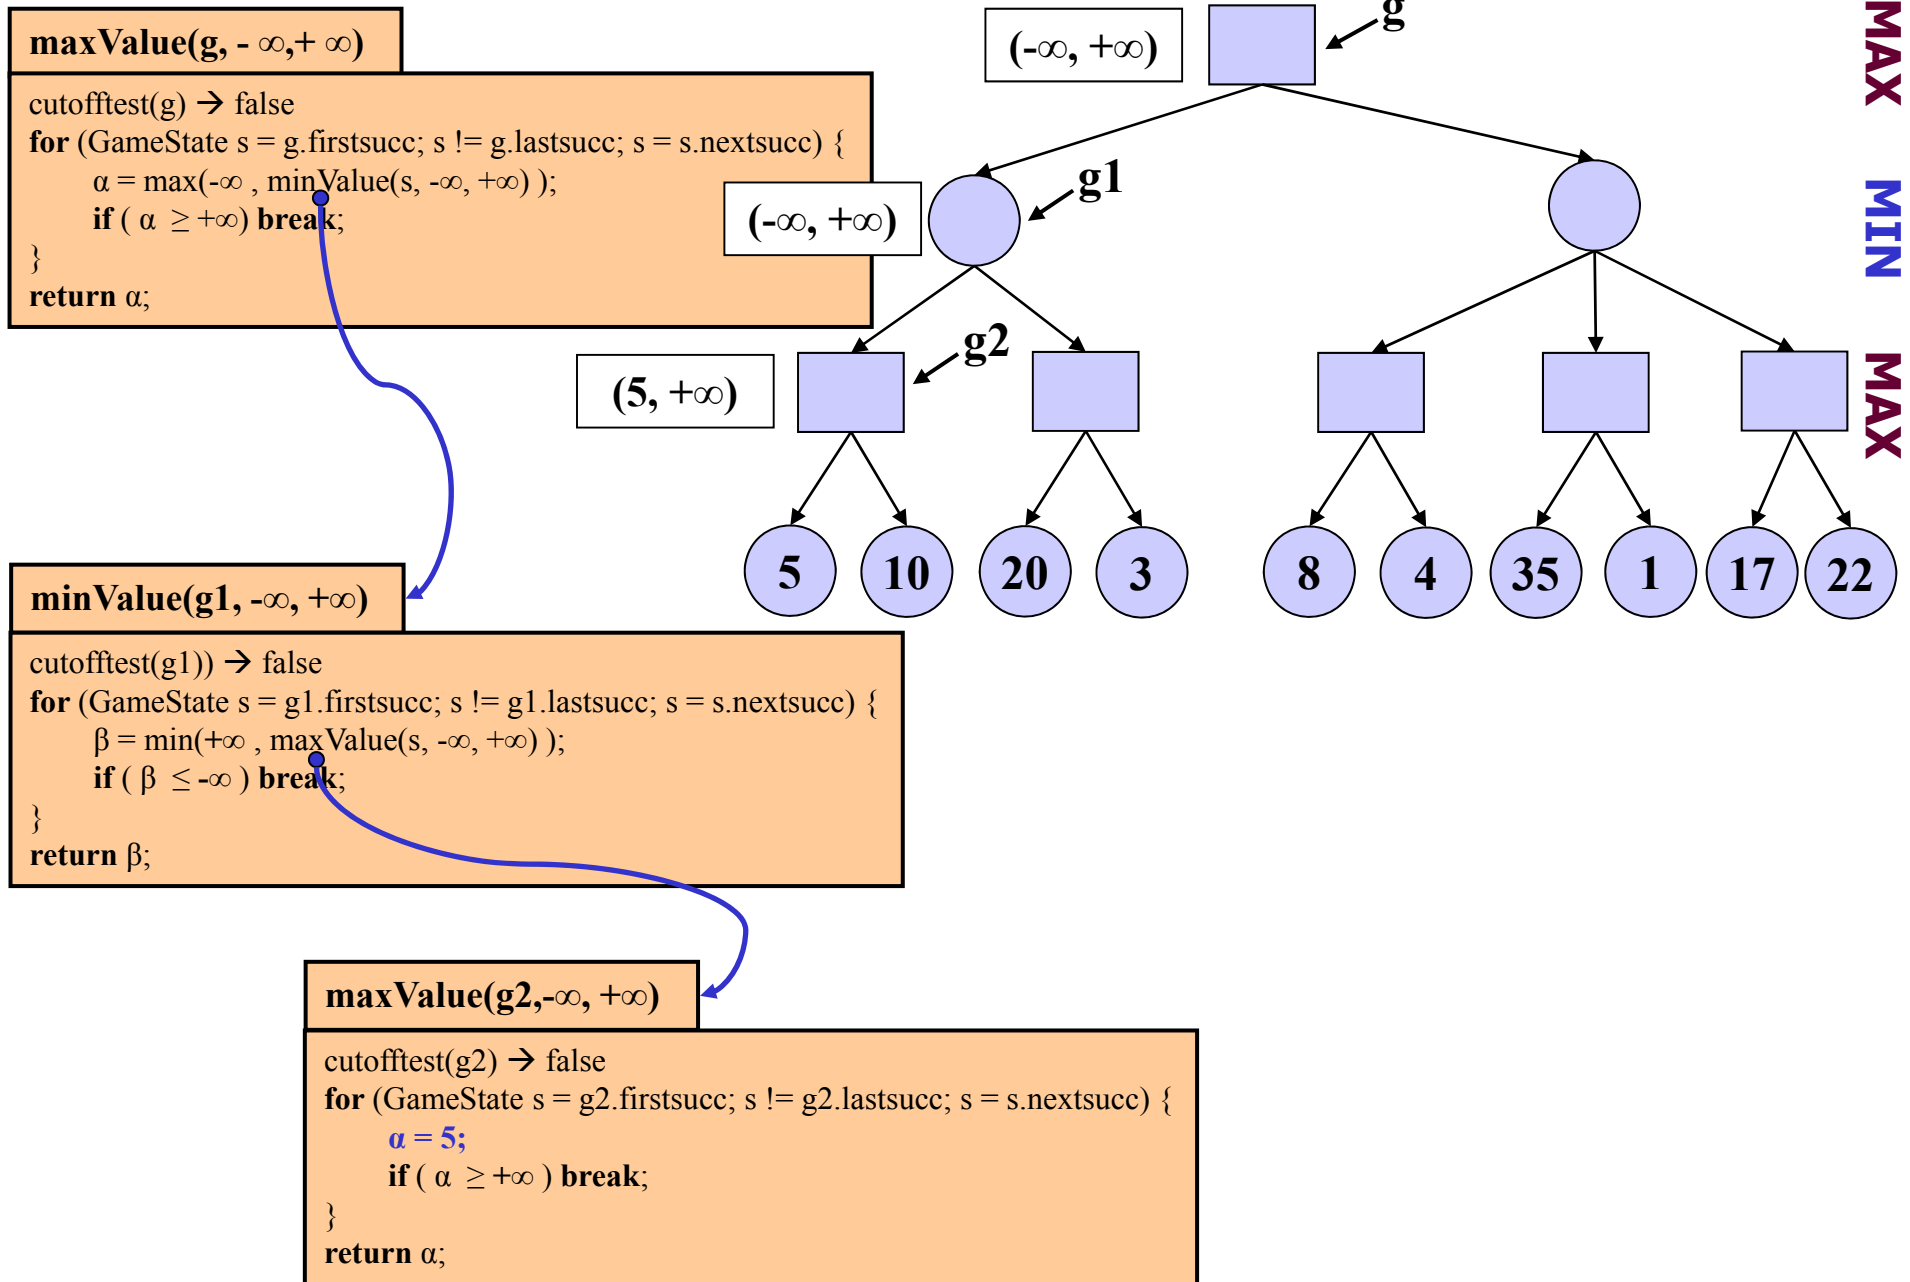 maxValue(g, - ∞,+ ∞)
cutofftest(g) → false
for (GameState s = g.firstsucc; s != g.lastsucc; s = s.nextsucc) {
α = max(-∞ , minValue(s, -∞, +∞) );
if ( α ≥ +∞) break;
}
return α;
(-∞, +∞)
g
MAX
(-∞, +∞)
g1
MIN
(5, +∞)
g2
MAX
5
10
20
3
8
4
35
1
17
22
minValue(g1, -∞, +∞)
cutofftest(g1)) → false
for (GameState s = g1.firstsucc; s != g1.lastsucc; s = s.nextsucc) {
β = min(+∞ , maxValue(s, -∞, +∞) );
if ( β ≤ -∞ ) break;
}
return β;
maxValue(g2,-∞, +∞)
cutofftest(g2) → false
for (GameState s = g2.firstsucc; s != g2.lastsucc; s = s.nextsucc) {
α = 5;
if ( α ≥ +∞ ) break;
}
return α;